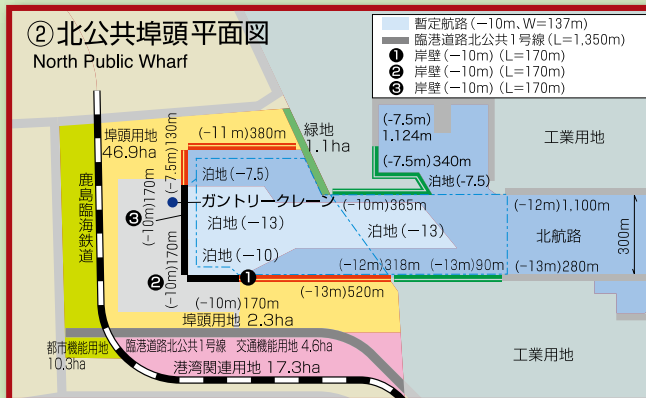 ②北公共埠頭平面図
North Public Wharf
暫定航路(−10m、W=137m)
臨港道路北公共1号線(L=1,350m)
❶ 岸壁(−10m)(L=170m)
❷ 岸壁(−10m)(L=170m)
❸ 岸壁(−10m)(L=170m)
埠頭用地
46.9ha
鹿島臨海鉄道
(−11m)380m
緑地
1.1ha
(-7.5m)
1.124m
(−7.5m)340m
泊地(−7.5)
工業用地
(−7.5m)130m
泊地(−7.5)
ガントリークレーン
❸
(−10m)170m
泊地(−13)
泊地(−10)
(−10m)365m
泊地(−13)
(−12m)1,100m
北航路
300m
(−13m)280m
(−12m)318m
(−13m)90m
❷
(−10m)170m
❶
(−10m)170m
(−13m)520m
埠頭用地 2.3ha
都市機能用地
10.3ha
臨港道路北公共1号線
交通機能用地 4.6ha
港湾関連用地 17.3ha
工業用地